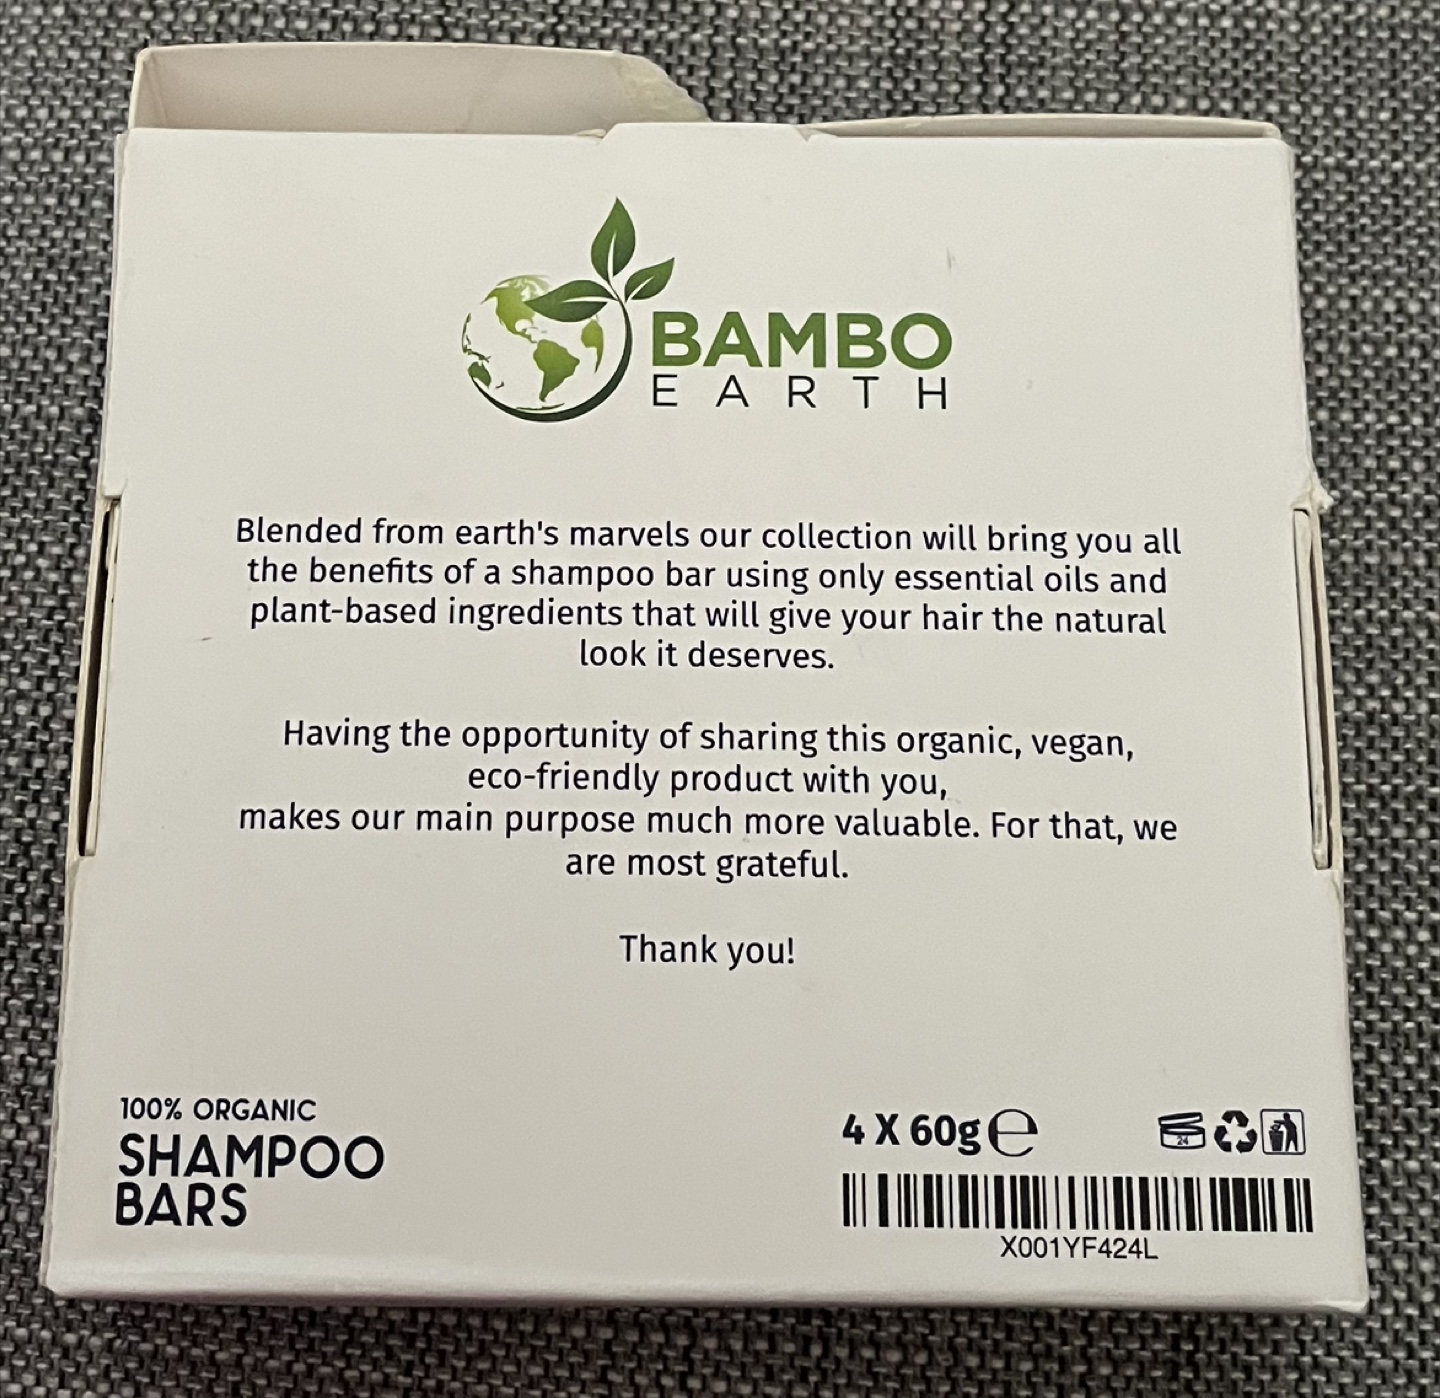 BAMBO
EARTH
Blended from earth's marvels our collection will bring you all
the benefits of a shampoo bar using only essential oils and
plant-based ingredients that will give your hair the natural
look it deserves.
Having the opportunity of sharing this organic, vegan,
eco-friendly product with you,
makes our main purpose much more valuable. For that, we
are most grateful.
Thank you!
100% ORGANIC
SHAMPOO
BARS
4 X 60g ℮
24
X001YF424L